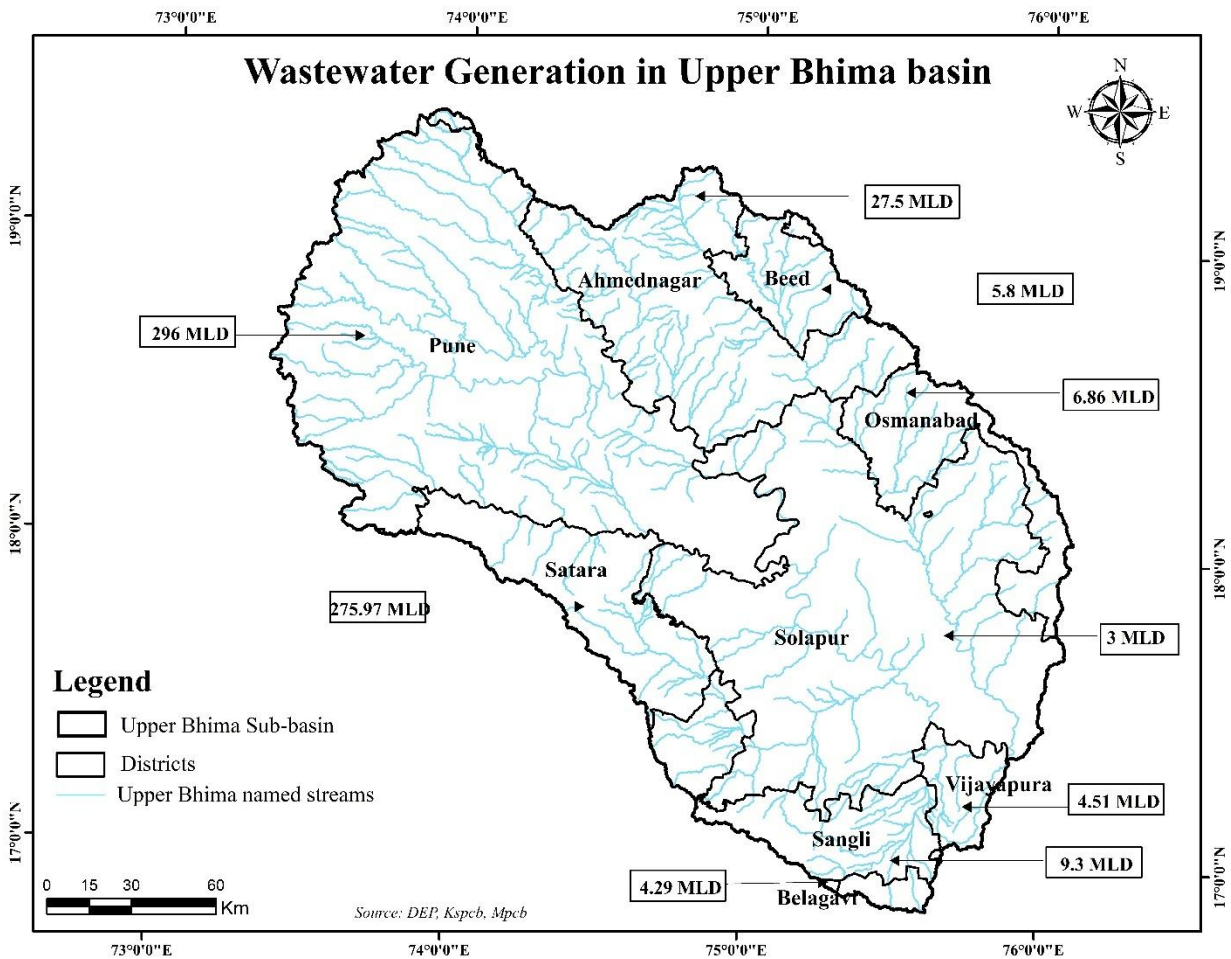 73°0'0"E 74°0'0"E 75°0'0"E 76°0'0"E
Wastewater Generation in Upper Bhima basin
N
W E
S
19°0'0"N
19°0'0"N
27.5 MLD
Ahmednagar
Beed
5.8 MLD
296 MLD
Pune
6.86 MLD
Osmanabad
18°0'0"N
18°0'0"N
Satara
275.97 MLD
Solapur
3 MLD
Legend
Upper Bhima Sub-basin
Districts
Upper Bhima named streams
Vijayapura
4.51 MLD
17°0'0"N
17°0'0"N
Sangli
9.3 MLD
4.29 MLD
Belagavi
0 15 30 60
Km
Source: DEP, Kspcb, Mpcb
73°0'0"E 74°0'0"E 75°0'0"E 76°0'0"E